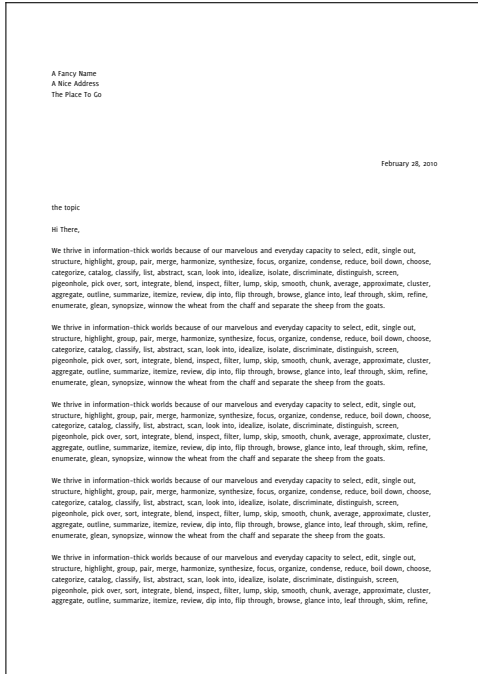 A Fancy Name
A Nice Address
The Place To Go
February 28, 2010
the topic
Hi There,
We thrive in information-thick worlds because of our marvelous and everyday capacity to select, edit, single out,
structure, highlight, group, pair, merge, harmonize, synthesize, focus, organize, condense, reduce, boil down, choose,
categorize, catalog, classify, list, abstract, scan, look into, idealize, isolate, discriminate, distinguish, screen,
pigeonhole, pick over, sort, integrate, blend, inspect, filter, lump, skip, smooth, chunk, average, approximate, cluster,
aggregate, outline, summarize, itemize, review, dip into, flip through, browse, glance into, leaf through, skim, refine,
enumerate, glean, synopsize, winnow the wheat from the chaff and separate the sheep from the goats.
We thrive in information-thick worlds because of our marvelous and everyday capacity to select, edit, single out,
structure, highlight, group, pair, merge, harmonize, synthesize, focus, organize, condense, reduce, boil down, choose,
categorize, catalog, classify, list, abstract, scan, look into, idealize, isolate, discriminate, distinguish, screen,
pigeonhole, pick over, sort, integrate, blend, inspect, filter, lump, skip, smooth, chunk, average, approximate, cluster,
aggregate, outline, summarize, itemize, review, dip into, flip through, browse, glance into, leaf through, skim, refine,
enumerate, glean, synopsize, winnow the wheat from the chaff and separate the sheep from the goats.
We thrive in information-thick worlds because of our marvelous and everyday capacity to select, edit, single out,
structure, highlight, group, pair, merge, harmonize, synthesize, focus, organize, condense, reduce, boil down, choose,
categorize, catalog, classify, list, abstract, scan, look into, idealize, isolate, discriminate, distinguish, screen,
pigeonhole, pick over, sort, integrate, blend, inspect, filter, lump, skip, smooth, chunk, average, approximate, cluster,
aggregate, outline, summarize, itemize, review, dip into, flip through, browse, glance into, leaf through, skim, refine,
enumerate, glean, synopsize, winnow the wheat from the chaff and separate the sheep from the goats.
We thrive in information-thick worlds because of our marvelous and everyday capacity to select, edit, single out,
structure, highlight, group, pair, merge, harmonize, synthesize, focus, organize, condense, reduce, boil down, choose,
categorize, catalog, classify, list, abstract, scan, look into, idealize, isolate, discriminate, distinguish, screen,
pigeonhole, pick over, sort, integrate, blend, inspect, filter, lump, skip, smooth, chunk, average, approximate, cluster,
aggregate, outline, summarize, itemize, review, dip into, flip through, browse, glance into, leaf through, skim, refine,
enumerate, glean, synopsize, winnow the wheat from the chaff and separate the sheep from the goats.
We thrive in information-thick worlds because of our marvelous and everyday capacity to select, edit, single out,
structure, highlight, group, pair, merge, harmonize, synthesize, focus, organize, condense, reduce, boil down, choose,
categorize, catalog, classify, list, abstract, scan, look into, idealize, isolate, discriminate, distinguish, screen,
pigeonhole, pick over, sort, integrate, blend, inspect, filter, lump, skip, smooth, chunk, average, approximate, cluster,
aggregate, outline, summarize, itemize, review, dip into, flip through, browse, glance into, leaf through, skim, refine,